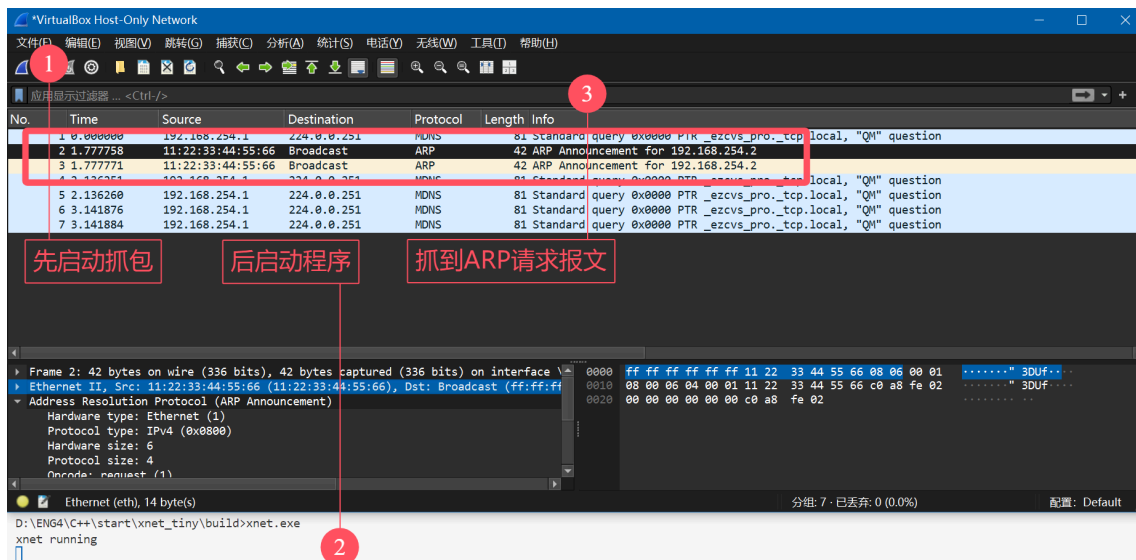 *VirtualBox Host-Only Network
文件(F) 编辑(E) 视图(V) 跳转(G) 捕获(C) 分析(A) 统计(S) 电话(Y) 无线(W) 工具(T) 帮助(H)
1
应用显示过滤器 … <Ctrl-/>
3
No. Time Source Destination Protocol Length Info
1 0.000000 192.168.254.1 224.0.0.251 MDNS 81 Standard query 0x0000 PTR _ezcvs_pro._tcp.local, "QM" question
2 1.777758 11:22:33:44:55:66 Broadcast ARP 42 ARP Announcement for 192.168.254.2
3 1.777771 11:22:33:44:55:66 Broadcast ARP 42 ARP Announcement for 192.168.254.2
4 2.136251 192.168.254.1 224.0.0.251 MDNS 81 Standard query 0x0000 PTR _ezcvs_pro._tcp.local, "QM" question
5 2.136260 192.168.254.1 224.0.0.251 MDNS 81 Standard query 0x0000 PTR _ezcvs_pro._tcp.local, "QM" question
6 3.141876 192.168.254.1 224.0.0.251 MDNS 81 Standard query 0x0000 PTR _ezcvs_pro._tcp.local, "QM" question
7 3.141884 192.168.254.1 224.0.0.251 MDNS 81 Standard query 0x0000 PTR _ezcvs_pro._tcp.local, "QM" question
先启动抓包 后启动程序 抓到ARP请求报文
Frame 2: 42 bytes on wire (336 bits), 42 bytes captured (336 bits) on interface \
Ethernet II, Src: 11:22:33:44:55:66 (11:22:33:44:55:66), Dst: Broadcast (ff:ff:ff
Address Resolution Protocol (ARP Announcement)
Hardware type: Ethernet (1)
Protocol type: IPv4 (0x0800)
Hardware size: 6
Protocol size: 4
Opcode: request (1)
0000 ff ff ff ff ff ff 11 22 33 44 55 66 08 06 00 01 ·······" 3DUf····
0010 08 00 06 04 00 01 11 22 33 44 55 66 c0 a8 fe 02 ·······" 3DUf····
0020 00 00 00 00 00 00 c0 a8 fe 02 ········ ··
Ethernet (eth), 14 byte(s) 分组: 7 · 已丢弃: 0 (0.0%) 配置: Default
D:\ENG4\C++\start\xnet_tiny\build>xnet.exe
xnet running
2